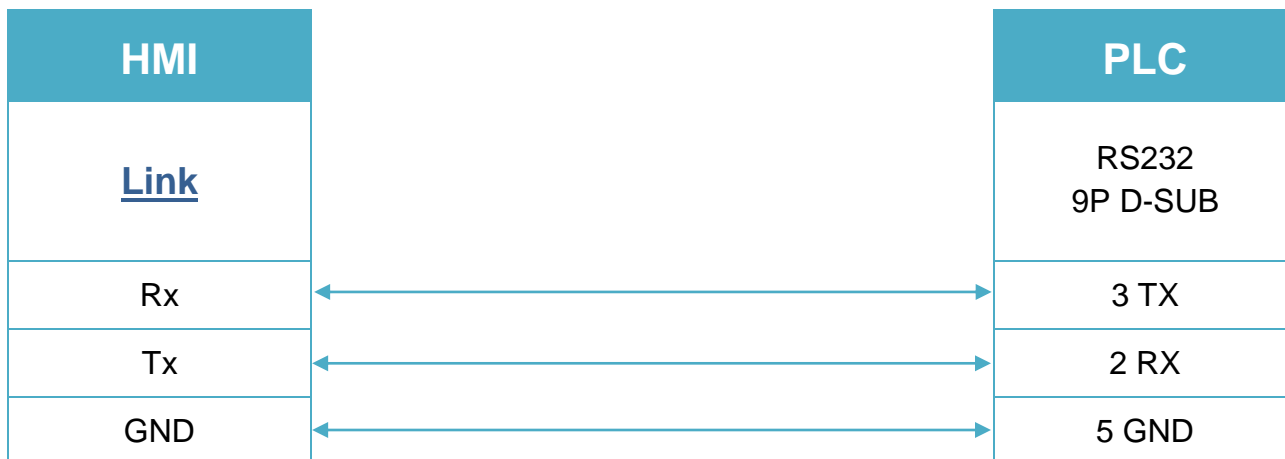 HMI
PLC
Link
RS232
9P D-SUB
Rx
3 TX
Tx
2 RX
GND
5 GND